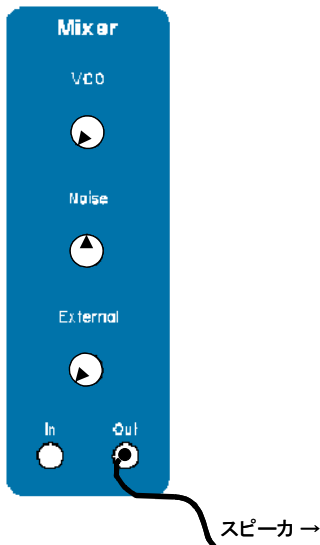 Mixer
VCO
Noise
External
In Out
スピーカ →